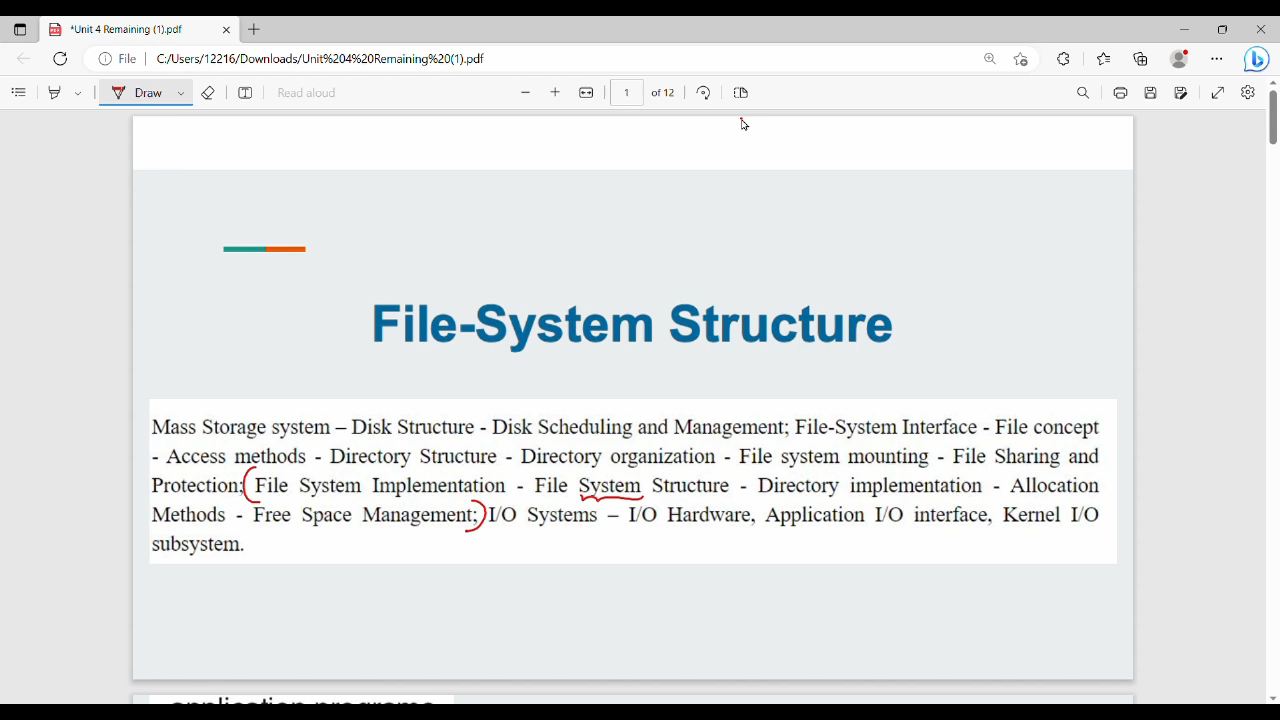 *Unit 4 Remaining (1).pdf
File C:/Users/12216/Downloads/Unit%204%20Remaining%20(1).pdf
Draw Read aloud 1 of 12
File-System Structure
Mass Storage system – Disk Structure - Disk Scheduling and Management; File-System Interface - File concept
- Access methods - Directory Structure - Directory organization - File system mounting - File Sharing and
Protection; File System Implementation - File System Structure - Directory implementation - Allocation
Methods - Free Space Management; I/O Systems – I/O Hardware, Application I/O interface, Kernel I/O
subsystem.
application programs